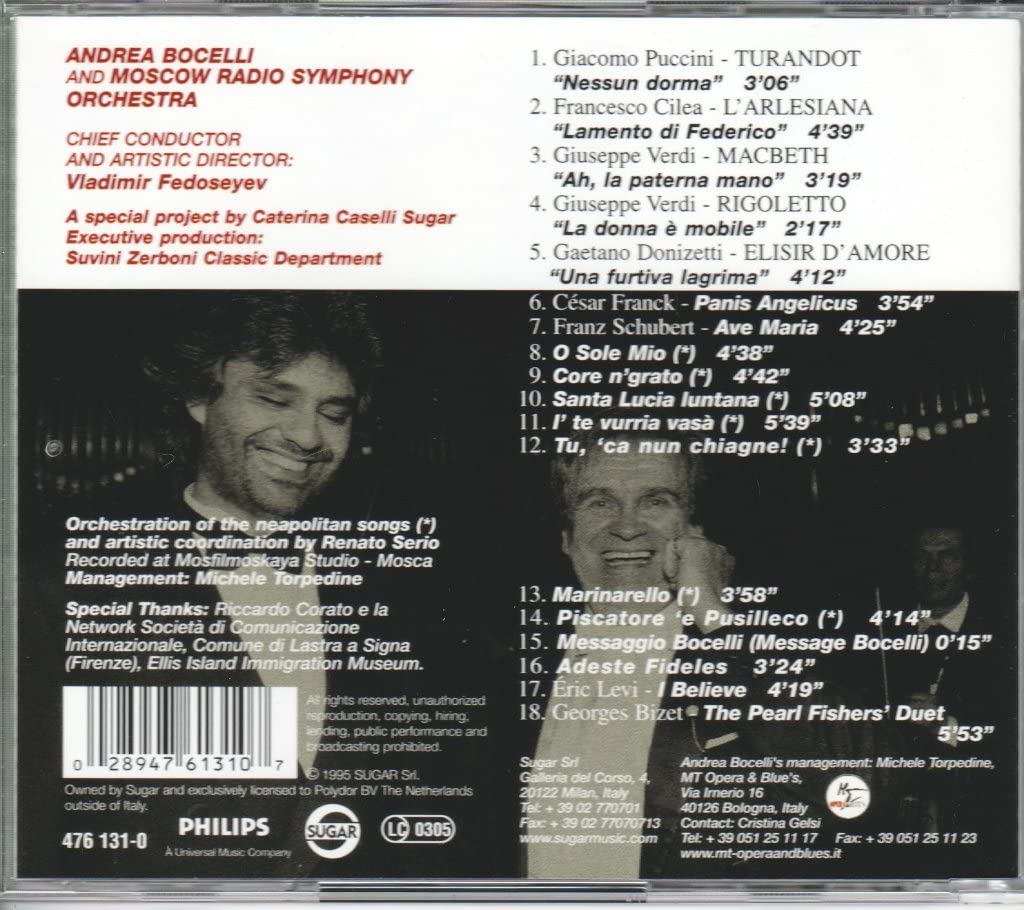 ANDREA BOCELLI
AND MOSCOW RADIO SYMPHONY
ORCHESTRA
CHIEF CONDUCTOR
AND ARTISTIC DIRECTOR:
Vladimir Fedoseyev
A special project by Caterina Caselli Sugar
Executive production:
Suvini Zerboni Classic Department
1. Giacomo Puccini - TURANDOT
“Nessun dorma” 3’06”
2. Francesco Cilea - L’ARLESIANA
“Lamento di Federico” 4’39”
3. Giuseppe Verdi - MACBETH
“Ah, la paterna mano” 3’19”
4. Giuseppe Verdi - RIGOLETTO
“La donna è mobile” 2’17”
5. Gaetano Donizetti - ELISIR D’AMORE
“Una furtiva lagrima” 4’12”
6. César Franck - Panis Angelicus 3’54”
7. Franz Schubert - Ave Maria 4’25”
8. O Sole Mio (*) 4’38”
9. Core n’grato (*) 4’42”
10. Santa Lucia luntana (*) 5’08”
11. I’ te vurria vasà (*) 5’39”
12. Tu, ‘ca nun chiagne! (*) 3’33”
13. Marinarello (*) 3’58”
14. Piscatore ‘e Pusilleco (*) 4’14”
15. Messaggio Bocelli (Message Bocelli) 0’15”
16. Adeste Fideles 3’24”
17. Éric Levi - I Believe 4’19”
18. Georges Bizet - The Pearl Fishers’ Duet
5’53”
Orchestration of the neapolitan songs (*)
and artistic coordination by Renato Serio
Recorded at Mosfilmoskaya Studio - Mosca
Management: Michele Torpedine
Special Thanks: Riccardo Corato e la
Network Società di Comunicazione
Internazionale, Comune di Lastra a Signa
(Firenze), Ellis Island Immigration Museum.
0 28947 61310 7
All rights reserved, unauthorized
reproduction, copying, hiring,
lending, public performance and
broadcasting prohibited.
© 1995 SUGAR Srl.
Owned by Sugar and exclusively licensed to Polydor BV The Netherlands
outside of Italy.
476 131-0
PHILIPS
A Universal Music Company
SUGAR
LC 0305
Sugar Srl
Galleria del Corso, 4,
20122 Milan, Italy
Tel: + 39 02 770701
Fax: + 39 02 77070713
www.sugarmusic.com
Andrea Bocelli's management: Michele Torpedine,
MT Opera & Blue's,
Via Irnerio 16
40126 Bologna, Italy
Contact: Cristina Gelsi
Tel: + 39 051 25 11 17 Fax: + 39 051 25 11 23
www.mt-operaandblues.it